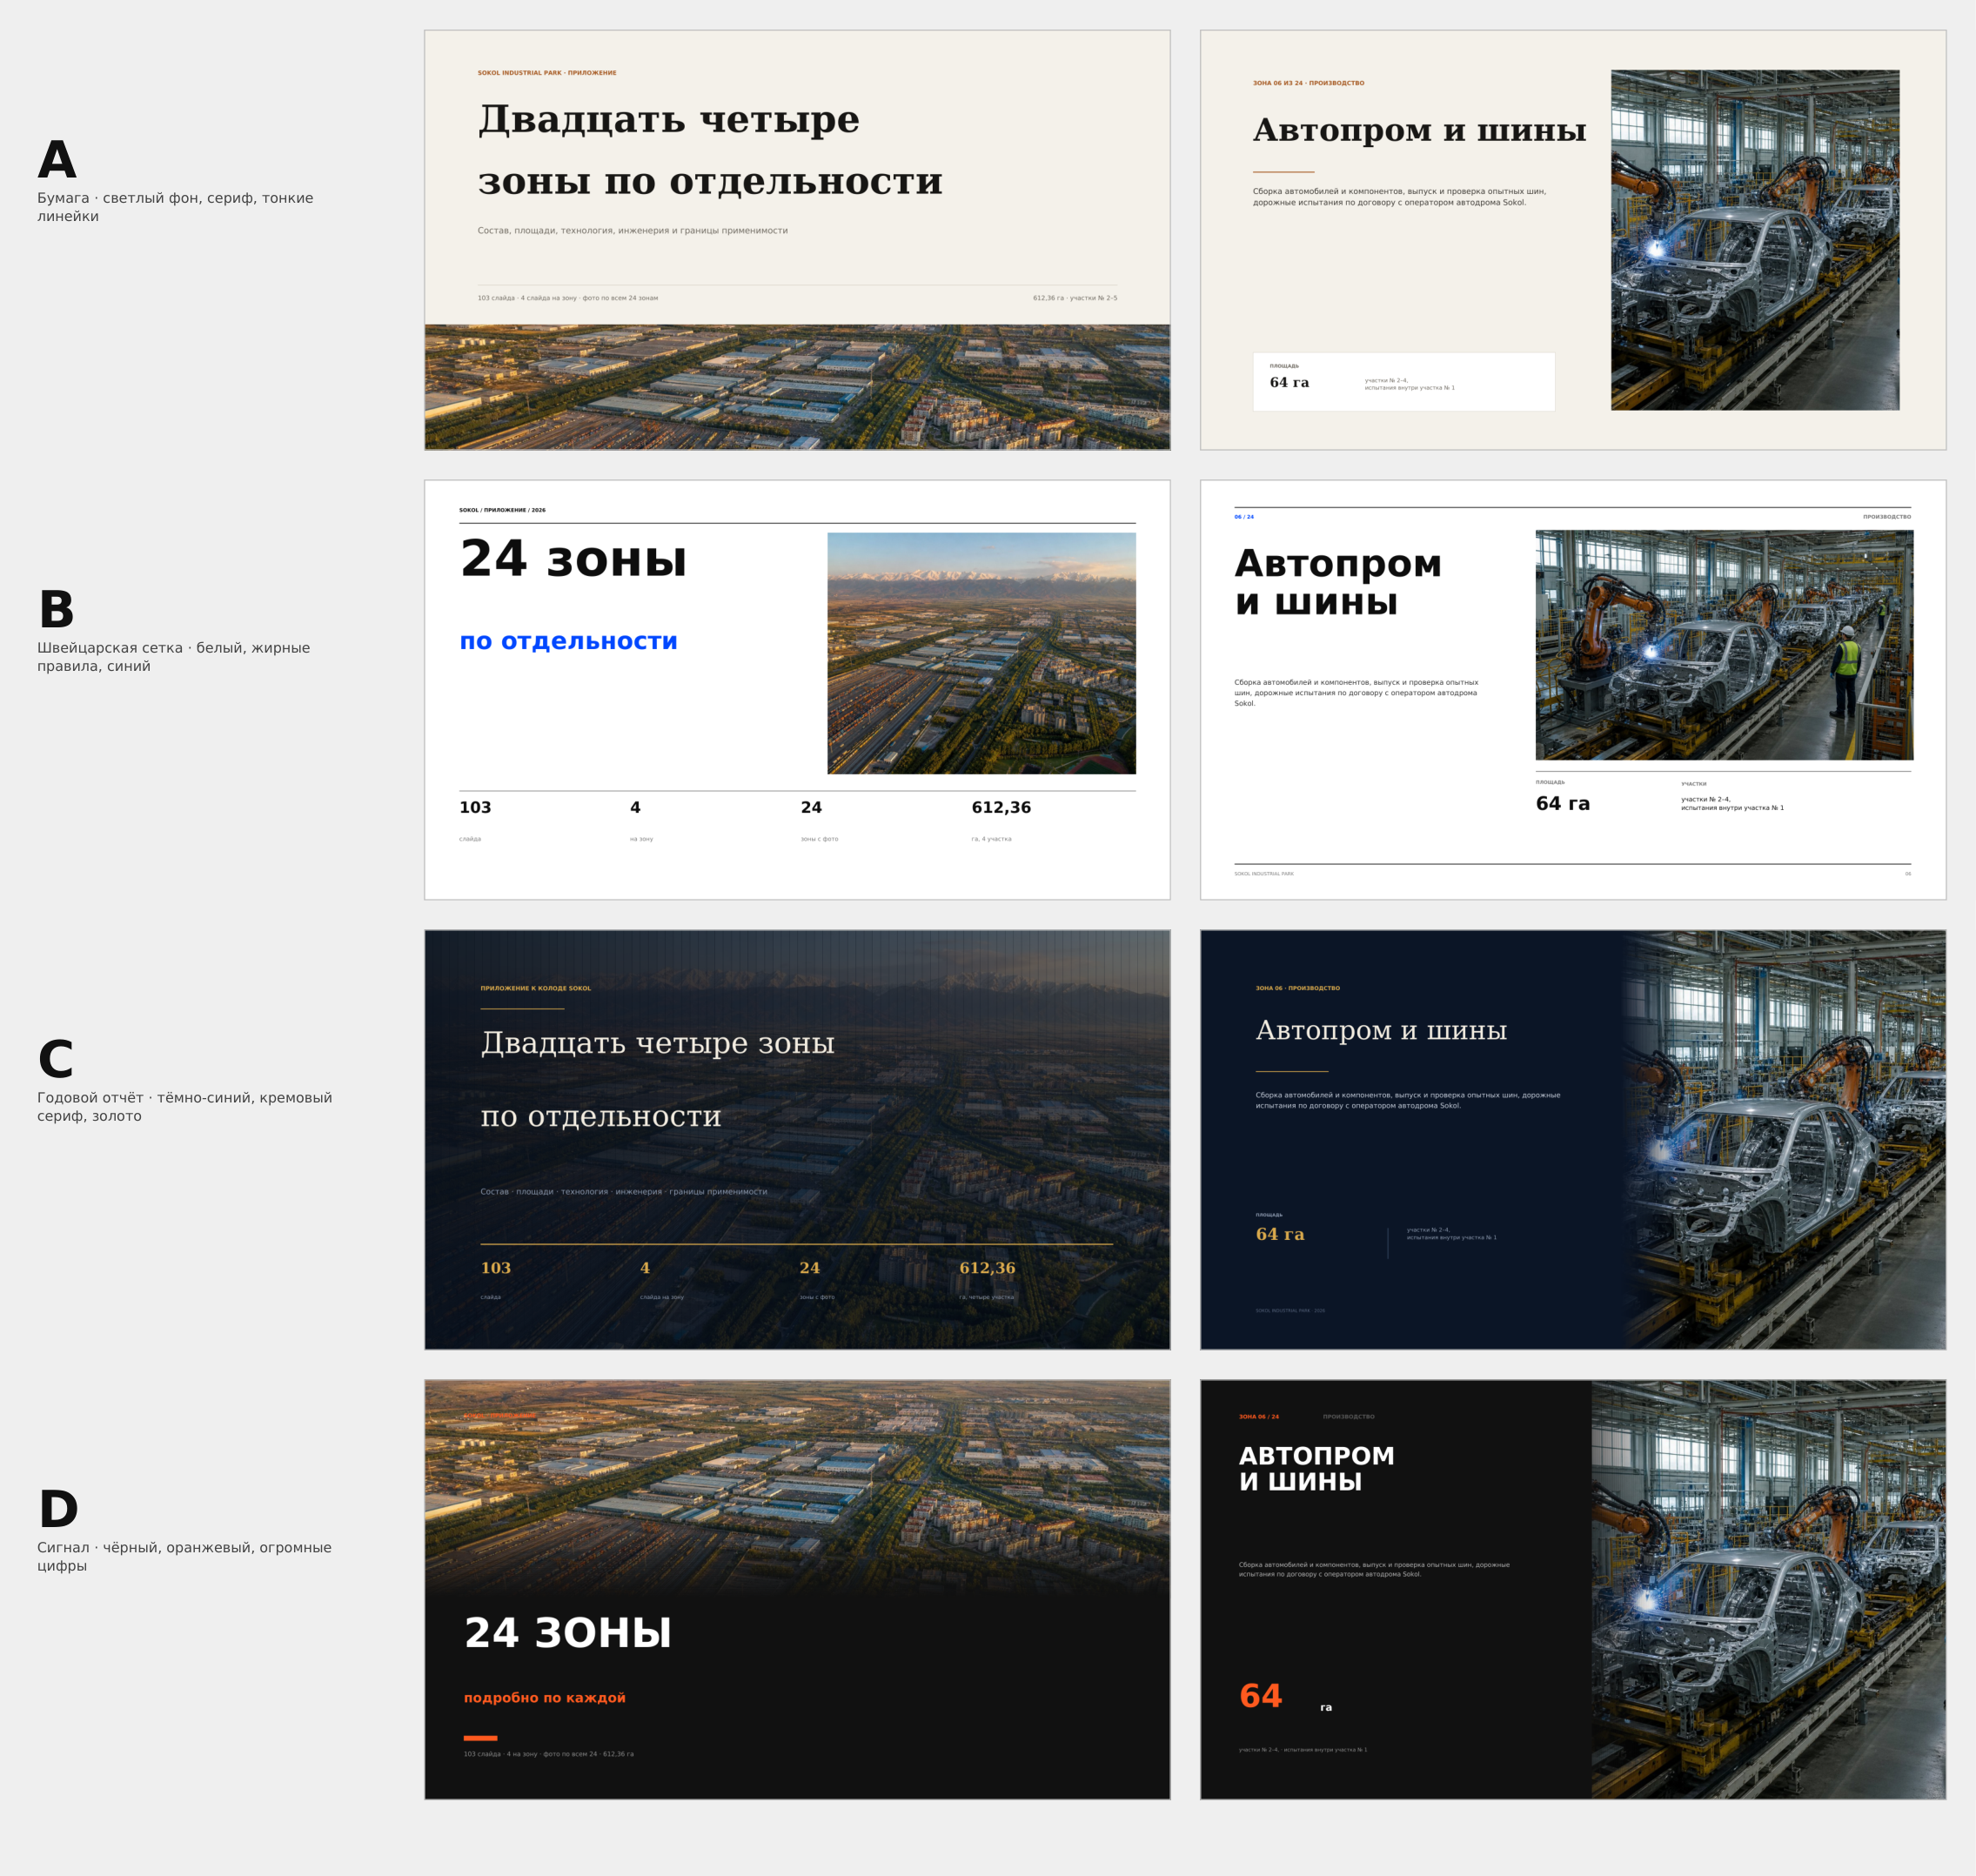 A
Бумага · светлый фон, сериф, тонкие
линейки
SOKOL INDUSTRIAL PARK · ПРИЛОЖЕНИЕ
Двадцать четыре
зоны по отдельности
Состав, площади, технология, инженерия и границы применимости
103 слайда · 4 слайда на зону · фото по всем 24 зонам
612,36 га · участки № 2–5
ЗОНА 06 ИЗ 24 · ПРОИЗВОДСТВО
Автопром и шины
Сборка автомобилей и компонентов, выпуск и проверка опытных шин,
дорожные испытания по договору с оператором автодрома Sokol.
ПЛОЩАДЬ
64 га
участки № 2–4,
испытания внутри участка № 1
B
Швейцарская сетка · белый, жирные
правила, синий
SOKOL / ПРИЛОЖЕНИЕ / 2026
24 зоны
по отдельности
103
4
24
612,36
слайда
на зону
зоны с фото
га, 4 участка
06 / 24
ПРОИЗВОДСТВО
Автопром
и шины
Сборка автомобилей и компонентов, выпуск и проверка опытных
шин, дорожные испытания по договору с оператором автодрома
Sokol.
ПЛОЩАДЬ
УЧАСТКИ
64 га
участки № 2–4,
испытания внутри участка № 1
SOKOL INDUSTRIAL PARK
06
C
Годовой отчёт · тёмно-синий, кремовый
сериф, золото
ПРИЛОЖЕНИЕ К КОЛОДЕ SOKOL
Двадцать четыре зоны
по отдельности
Состав · площади · технология · инженерия · границы применимости
103
4
24
612,36
слайда
слайда на зону
зоны с фото
га, четыре участка
ЗОНА 06 · ПРОИЗВОДСТВО
Автопром и шины
Сборка автомобилей и компонентов, выпуск и проверка опытных шин, дорожные
испытания по договору с оператором автодрома Sokol.
ПЛОЩАДЬ
64 га
участки № 2–4,
испытания внутри участка № 1
SOKOL INDUSTRIAL PARK · 2026
D
Сигнал · чёрный, оранжевый, огромные
цифры
24 ЗОНЫ
подробно по каждой
103 слайда · 4 на зону · фото по всем 24 · 612,36 га
ЗОНА 06 / 24
ПРОИЗВОДСТВО
АВТОПРОМ
И ШИНЫ
Сборка автомобилей и компонентов, выпуск и проверка опытных шин, дорожные
испытания по договору с оператором автодрома Sokol.
64
га
участки № 2–4, · испытания внутри участка № 1